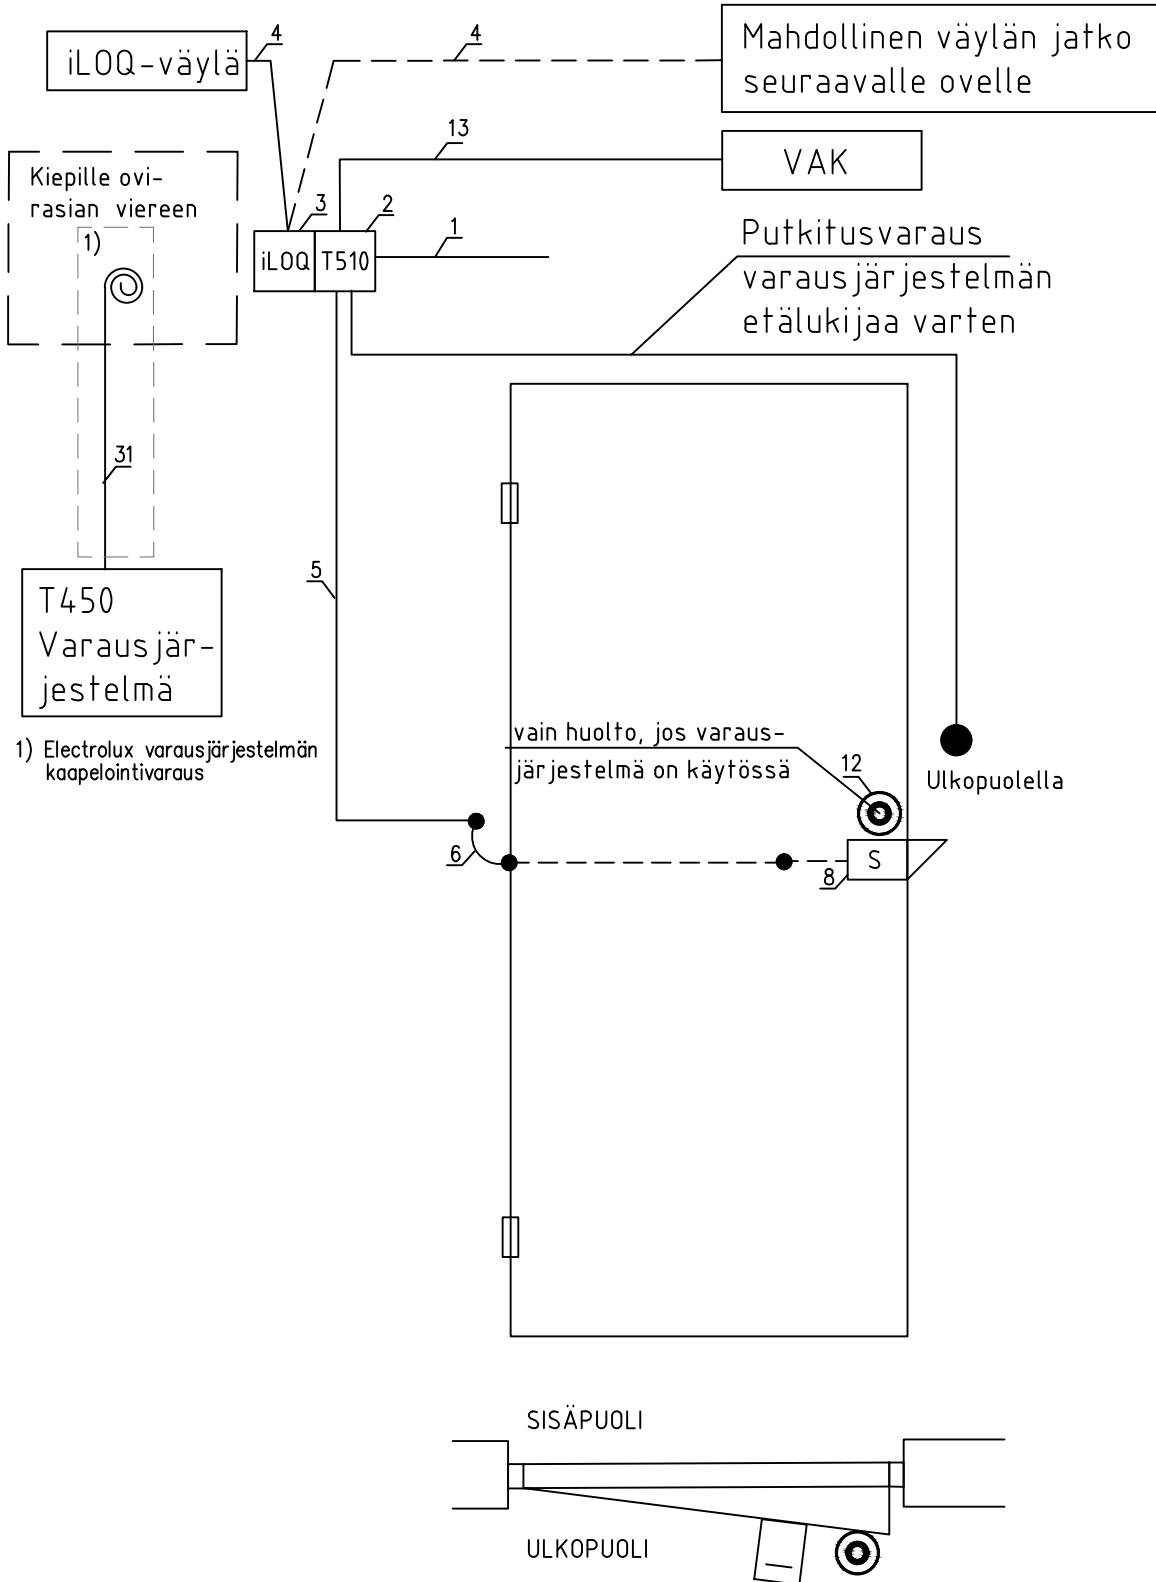 4
iLOQ-väylä
4
Mahdollinen väylän jatko
seuraavalle ovelle
13
VAK
Kiepille ovi-
rasian viereen
1)
3
2
iLOQ
T510
1
Putkitusvaraus
varausjärjestelmän
etälukijaa varten
31
5
T450
Varausjär-
jestelmä
1) Electrolux varausjärjestelmän
kaapelointivaraus
vain huolto, jos varaus-
järjestelmä on käytössä
12
Ulkopuolella
6
8
S
SISÄPUOLI
ULKOPUOLI